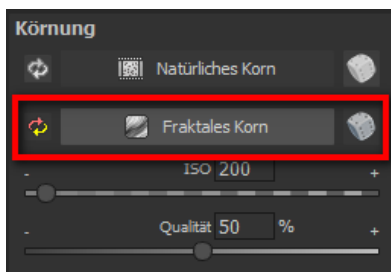 Körnung
Natürliches Korn
Fraktales Korn
- ISO 200 +
- Qualität 50 % +